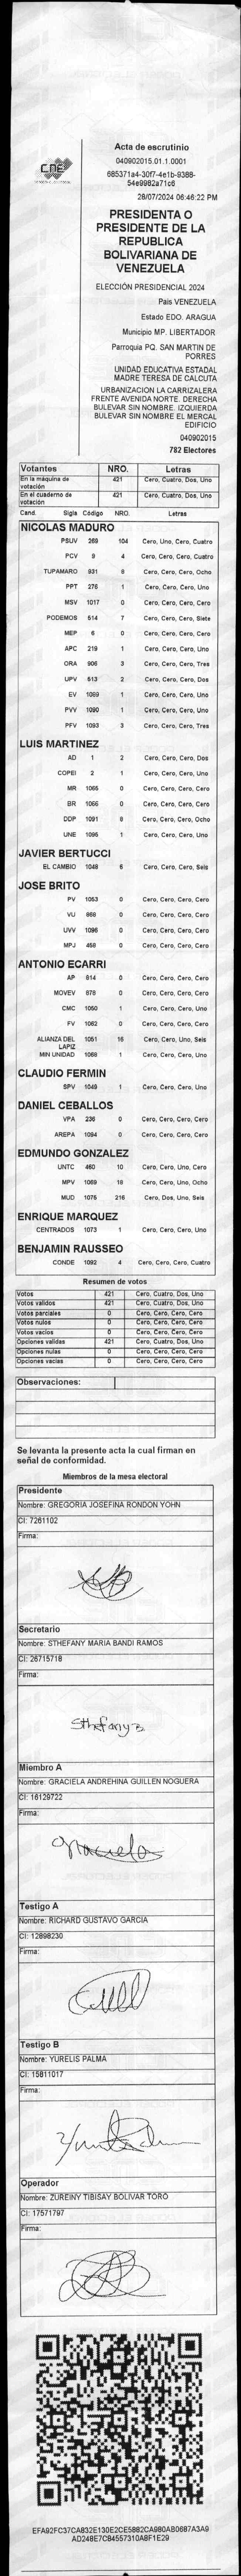 CNE
PODER ELECTORAL
Acta de escrutinio
040902015.01.1.0001
685371a4-30f7-4e1b-9388-
54e9982a71c6
28/07/2024 06:46:22 PM
PRESIDENTA O
PRESIDENTE DE LA
REPUBLICA
BOLIVARIANA DE
VENEZUELA
ELECCIÓN PRESIDENCIAL 2024
País VENEZUELA
Estado EDO. ARAGUA
Municipio MP. LIBERTADOR
Parroquia PQ. SAN MARTIN DE
PORRES
UNIDAD EDUCATIVA ESTADAL
MADRE TERESA DE CALCUTA
URBANIZACION LA CARRIZALERA
FRENTE AVENIDA NORTE. DERECHA
BULEVAR SIN NOMBRE. IZQUIERDA
BULEVAR SIN NOMBRE EL MERCAL
EDIFICIO
040902015
782 Electores
Votantes NRO. Letras
En la máquina de votación 421 Cero, Cuatro, Dos, Uno
En el cuaderno de votación 421 Cero, Cuatro, Dos, Uno
Cand. Sigla Código NRO. Letras
NICOLAS MADURO
PSUV 269 104 Cero, Uno, Cero, Cuatro
PCV 9 4 Cero, Cero, Cero, Cuatro
TUPAMARO 931 8 Cero, Cero, Cero, Ocho
PPT 276 1 Cero, Cero, Cero, Uno
MSV 1017 0 Cero, Cero, Cero, Cero
PODEMOS 514 7 Cero, Cero, Cero, Siete
MEP 6 0 Cero, Cero, Cero, Cero
APC 219 1 Cero, Cero, Cero, Uno
ORA 906 3 Cero, Cero, Cero, Tres
UPV 513 2 Cero, Cero, Cero, Dos
EV 1089 1 Cero, Cero, Cero, Uno
PVV 1090 1 Cero, Cero, Cero, Uno
PFV 1093 3 Cero, Cero, Cero, Tres
LUIS MARTINEZ
AD 1 2 Cero, Cero, Cero, Dos
COPEI 2 1 Cero, Cero, Cero, Uno
MR 1065 0 Cero, Cero, Cero, Cero
BR 1066 0 Cero, Cero, Cero, Cero
DDP 1091 8 Cero, Cero, Cero, Ocho
UNE 1095 1 Cero, Cero, Cero, Uno
JAVIER BERTUCCI
EL CAMBIO 1048 6 Cero, Cero, Cero, Seis
JOSE BRITO
PV 1053 0 Cero, Cero, Cero, Cero
VU 888 0 Cero, Cero, Cero, Cero
UVV 1096 0 Cero, Cero, Cero, Cero
MPJ 458 0 Cero, Cero, Cero, Cero
ANTONIO ECARRI
AP 914 0 Cero, Cero, Cero, Cero
MOVEV 878 0 Cero, Cero, Cero, Cero
CMC 1050 1 Cero, Cero, Cero, Uno
FV 1062 0 Cero, Cero, Cero, Cero
ALIANZA DEL LAPIZ 1051 16 Cero, Cero, Uno, Seis
MIN UNIDAD 1068 1 Cero, Cero, Cero, Uno
CLAUDIO FERMIN
SPV 1049 1 Cero, Cero, Cero, Uno
DANIEL CEBALLOS
VPA 236 0 Cero, Cero, Cero, Cero
AREPA 1094 0 Cero, Cero, Cero, Cero
EDMUNDO GONZALEZ
UNTC 460 10 Cero, Cero, Uno, Cero
MPV 1069 18 Cero, Cero, Uno, Ocho
MUD 1075 216 Cero, Dos, Uno, Seis
ENRIQUE MARQUEZ
CENTRADOS 1073 1 Cero, Cero, Cero, Uno
BENJAMIN RAUSSEO
CONDE 1092 4 Cero, Cero, Cero, Cuatro
Resumen de votos
Votos 421 Cero, Cuatro, Dos, Uno
Votos validos 421 Cero, Cuatro, Dos, Uno
Votos parciales 0 Cero, Cero, Cero, Cero
Votos nulos 0 Cero, Cero, Cero, Cero
Votos vacios 0 Cero, Cero, Cero, Cero
Opciones validas 421 Cero, Cuatro, Dos, Uno
Opciones nulas 0 Cero, Cero, Cero, Cero
Opciones vacias 0 Cero, Cero, Cero, Cero
Observaciones:
Se levanta la presente acta la cual firman en
señal de conformidad.
Miembros de la mesa electoral
Presidente
Nombre: GREGORIA JOSEFINA RONDON YOHN
CI: 7261102
Firma:
Secretario
Nombre: STHEFANY MARIA BANDI RAMOS
CI: 26715718
Firma:
Sthefany B
Miembro A
Nombre: GRACIELA ANDREHINA GUILLEN NOGUERA
CI: 16129722
Firma:
Graciela
Testigo A
Nombre: RICHARD GUSTAVO GARCIA
CI: 12898230
Firma:
Testigo B
Nombre: YURELIS PALMA
CI: 15811017
Firma:
Operador
Nombre: ZUREINY TIBISAY BOLIVAR TORO
CI: 17571797
Firma:
EFA92FC37CA832E130E2CE5882CA980AB0687A3A9
AD248E7C84557310A8F1E29